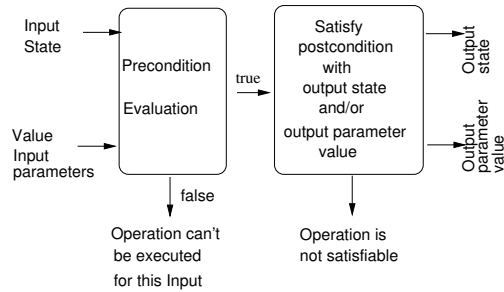 Input
State
Precondition
Evaluation
Value
Input
parameters
true
false
Operation can't
be executed
for this Input
Satisfy
postcondition
with
output state
and/or
output parameter
value
Operation is
not satisfiable
Output
state
Output
parameter
value